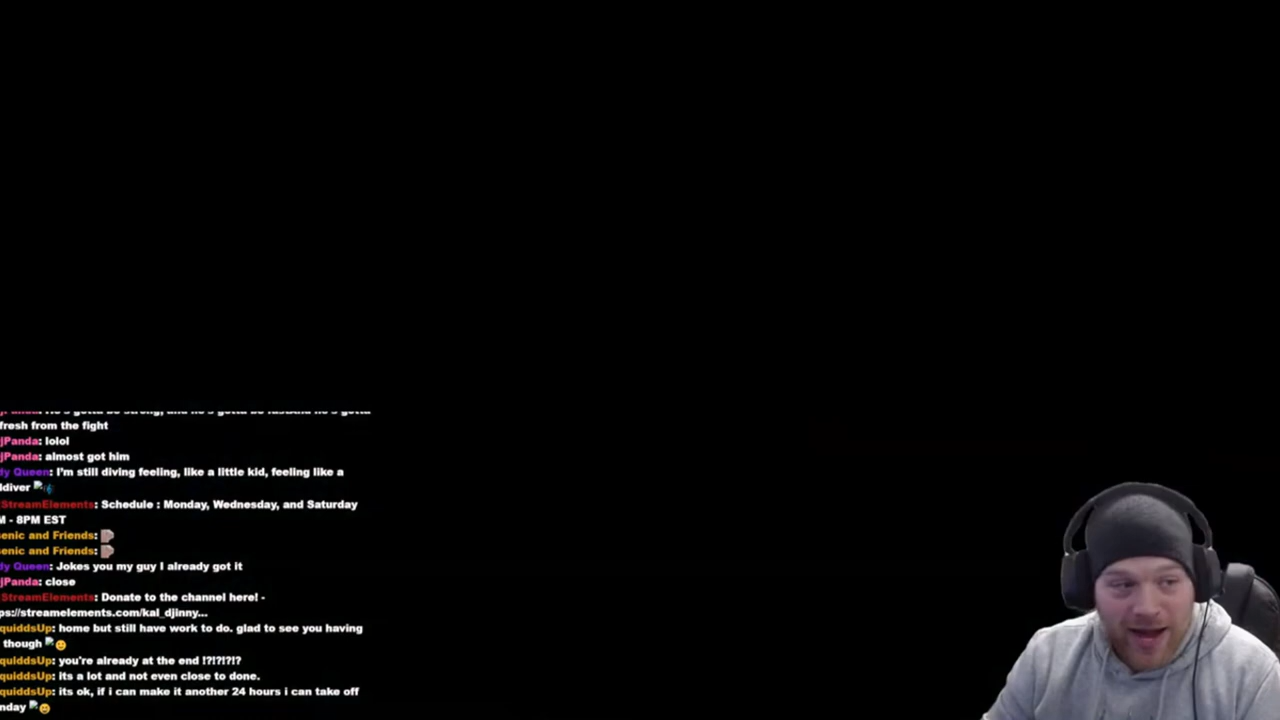 fresh from the fight
jPanda: lolol
jPanda: almost got him
Queen: I'm still diving feeling, like a little kid, feeling like a
ldiver
StreamElements: Schedule : Monday, Wednesday, and Saturday
M - 8PM EST
enic and Friends:
enic and Friends:
dy Queen: Jokes you my guy I already got it
jPanda: close
StreamElements: Donate to the channel here! -
ps://streamelements.com/kal_djinny...
quiddsUp: home but still have work to do. glad to see you having
though
quiddsUp: you're already at the end !?!?!?!?
quiddsUp: its a lot and not even close to done.
quiddsUp: its ok, if i can make it another 24 hours i can take off
nday